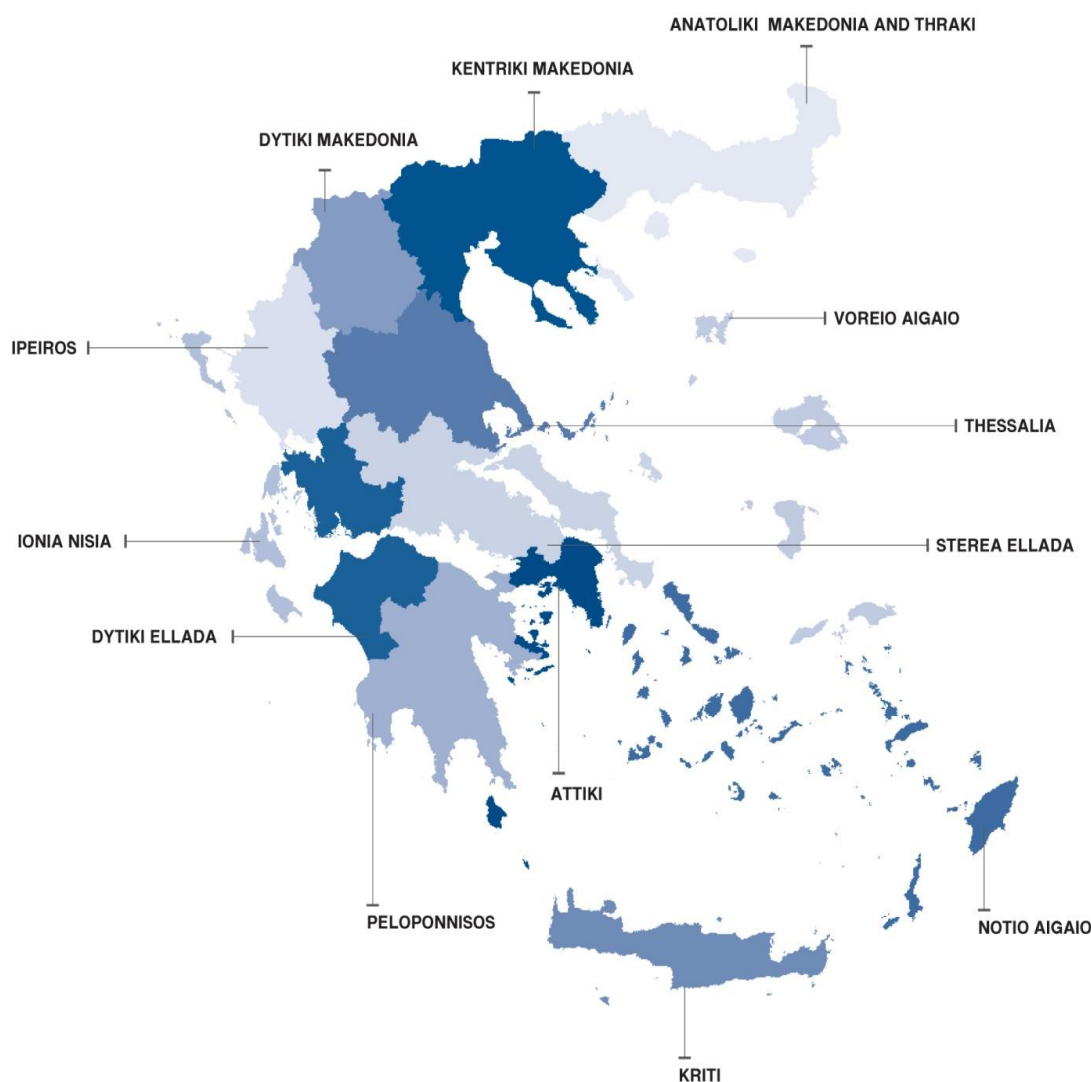 ANATOLIKI MAKEDONIA AND THRAKI
KENTRIKI MAKEDONIA
DYTIKI MAKEDONIA
VOREIO AIGAIO
IPEIROS
THESSALIA
IONIA NISIA
STEREA ELLADA
DYTIKI ELLADA
ATTIKI
PELOPONNISOS
NOTIO AIGAIO
KRITI